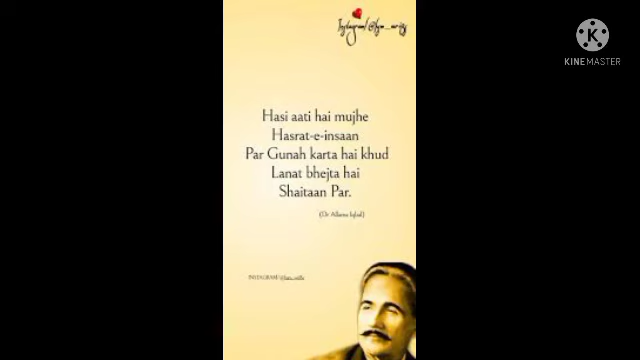 KINEMASTER
Hasi aati hai mujhe
Hasrat-e-insaan
Par Gunah karta hai khud
Lanat bhejta hai
Shaitaan Par.
(Dr Allama Iqbal)